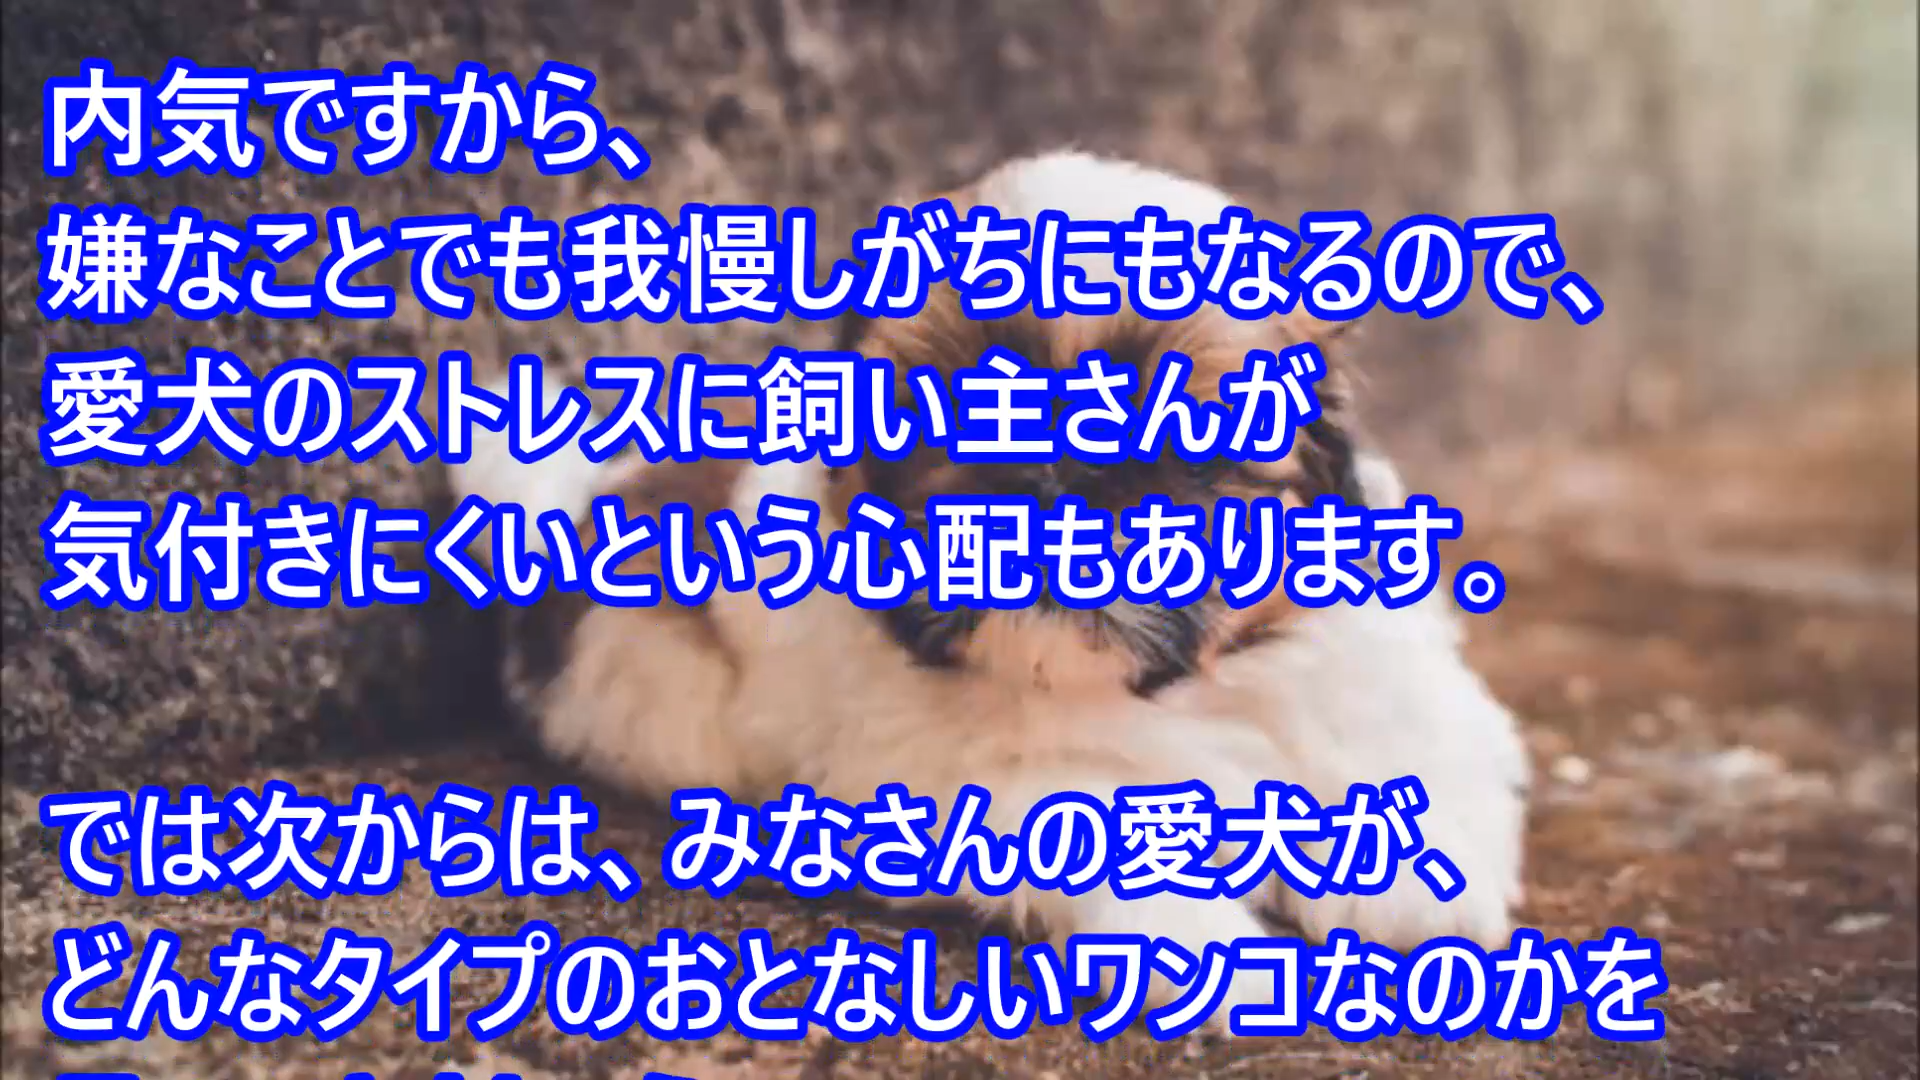 内気ですから、
嫌なことでも我慢しがちにもなるので、
愛犬のストレスに飼い主さんが
気付きにくいという心配もあります。
では次からは、みなさんの愛犬が、
どんなタイプのおとなしいワンコなのかを